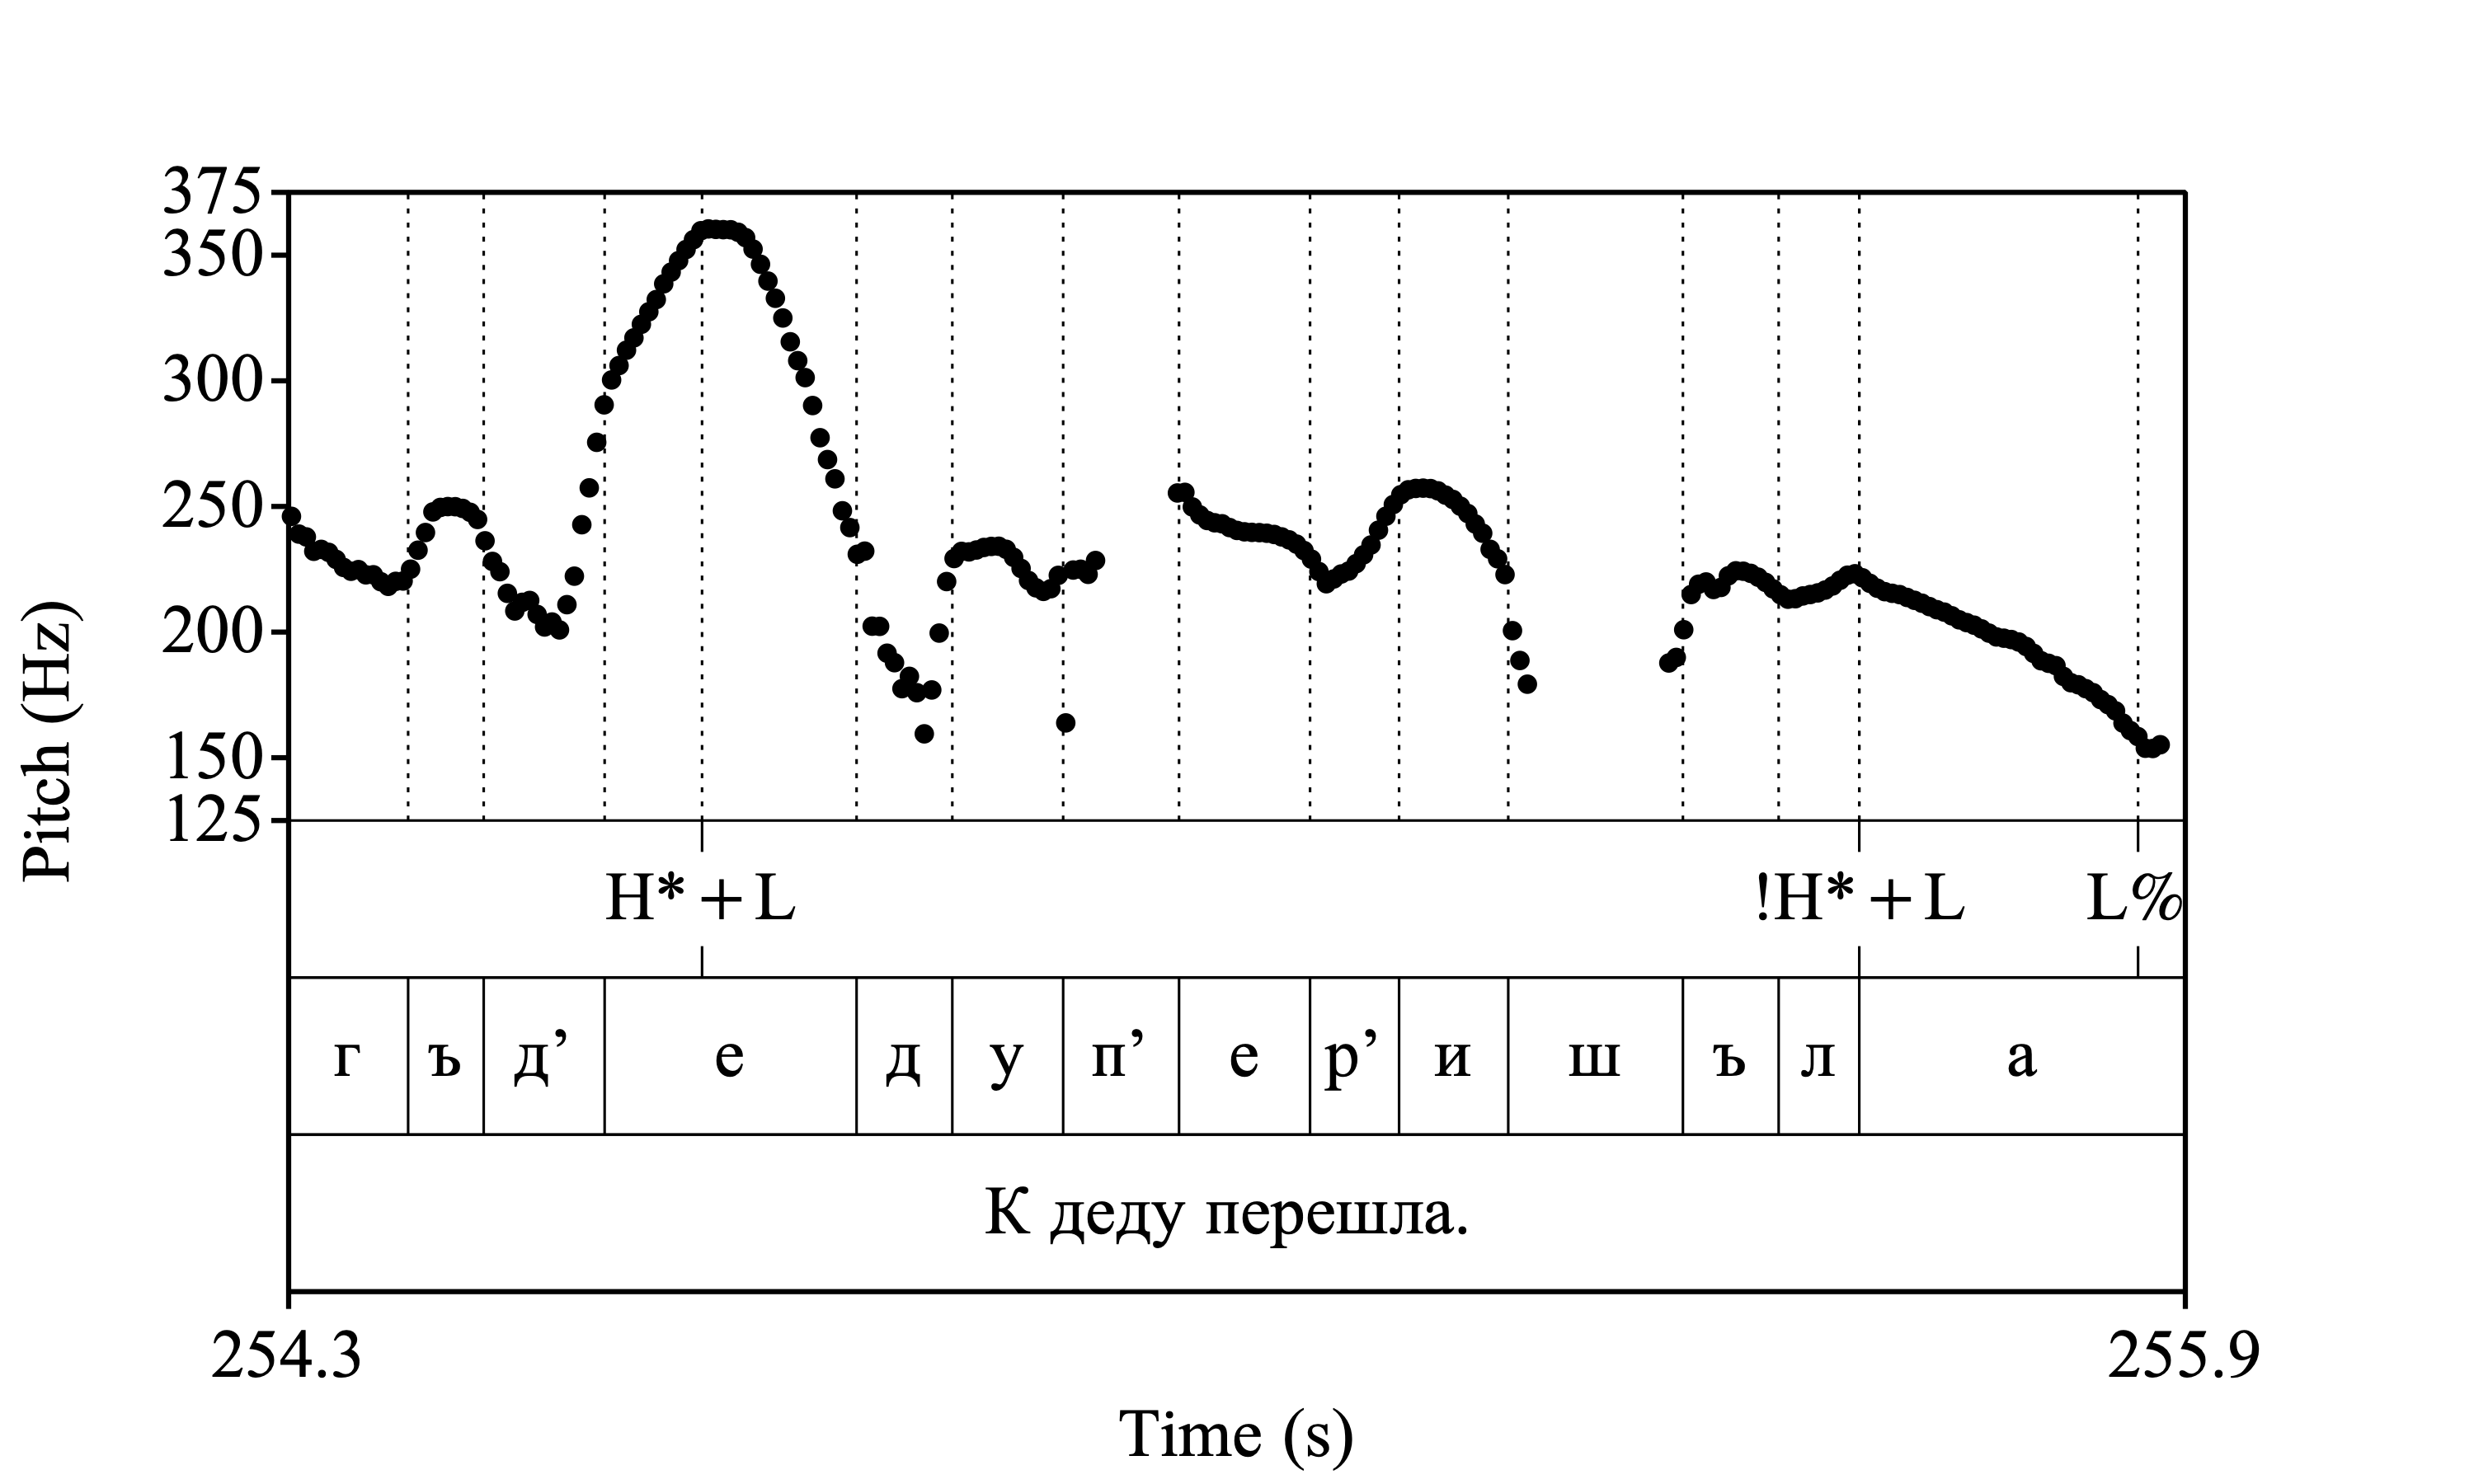 375
350
300
250
200
150
125
Pitch (Hz)
H* + L !H* + L L%
г ъ д’ е д у п’ е р’ и ш ъ л а
К деду перешла.
254.3 255.9
Time (s)